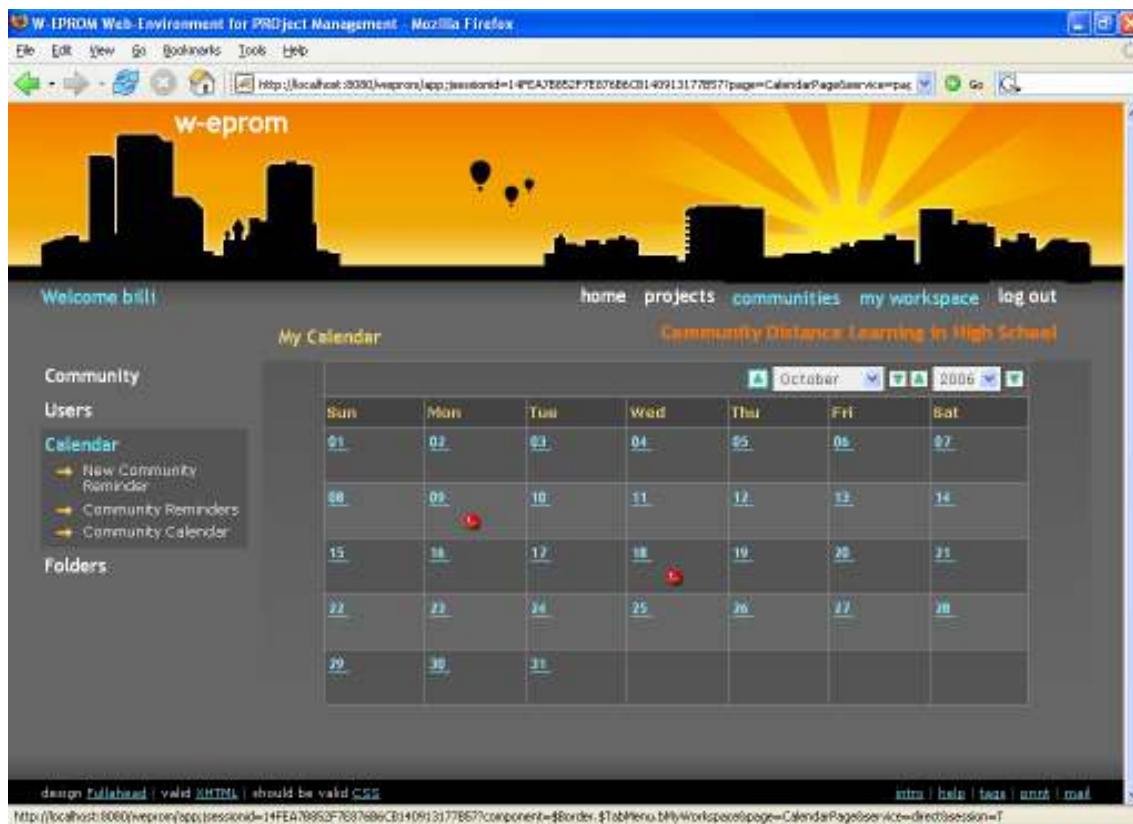 W-EPROM Web-Environment for PROject Management - Mozilla Firefox
File Edit View Go Bookmarks Tools Help
Go
w-eprom
Welcome billi
home projects communities my workspace log out
My Calendar
Community Distance Learning in High School
Community
October 2006
Users
Sun Mon Tue Wed Thu Fri Sat
Calendar
01 02 03 04 05 06 07
New Community
Reminder
Community Reminders
Community Calendar
08 09 10 11 12 13 14
Folders
15 16 17 18 19 20 21
22 23 24 25 26 27 28
29 30 31
design Fullahead | valid XHTML | should be valid CSS
intro | help | tags | print | mail